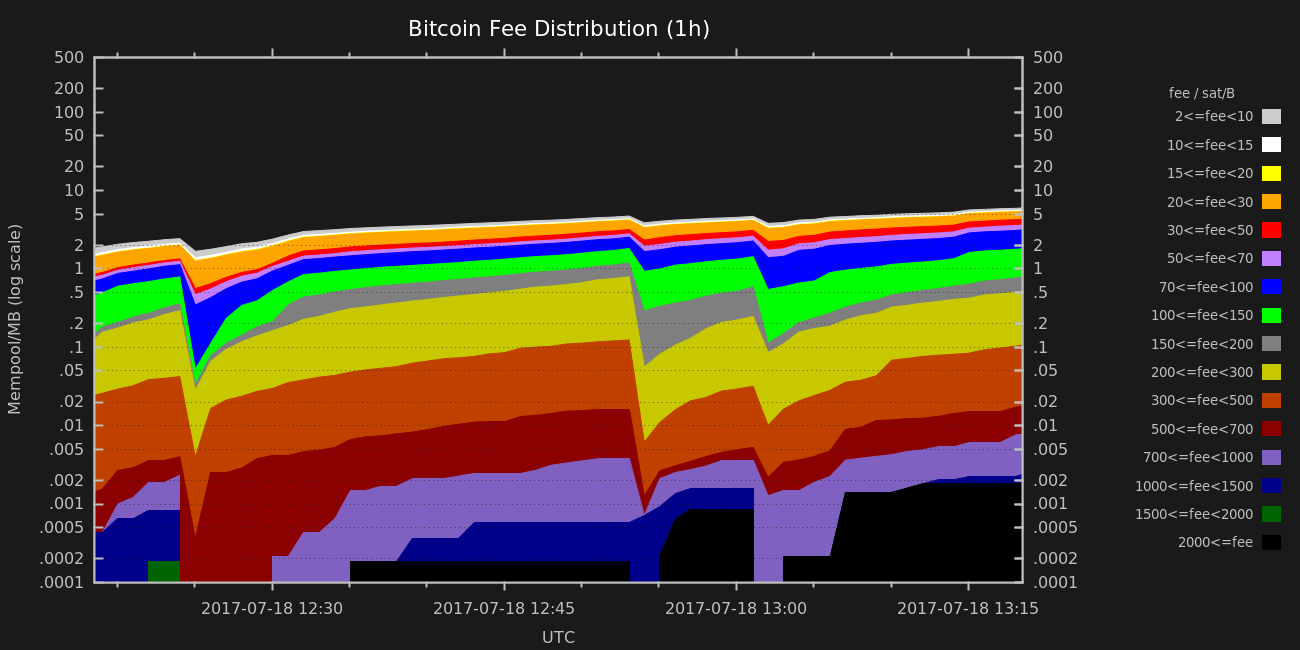 Bitcoin Fee Distribution (1h)
Mempool/MB (log scale)
500
200
100
50
20
10
5
2
1
.5
.2
.1
.05
.02
.01
.005
.002
.001
.0005
.0002
.0001
500
200
100
50
20
10
5
2
1
.5
.2
.1
.05
.02
.01
.005
.002
.001
.0005
.0002
.0001
2017-07-18 12:30
2017-07-18 12:45
2017-07-18 13:00
2017-07-18 13:15
UTC
fee / sat/B
2<=fee<10
10<=fee<15
15<=fee<20
20<=fee<30
30<=fee<50
50<=fee<70
70<=fee<100
100<=fee<150
150<=fee<200
200<=fee<300
300<=fee<500
500<=fee<700
700<=fee<1000
1000<=fee<1500
1500<=fee<2000
2000<=fee